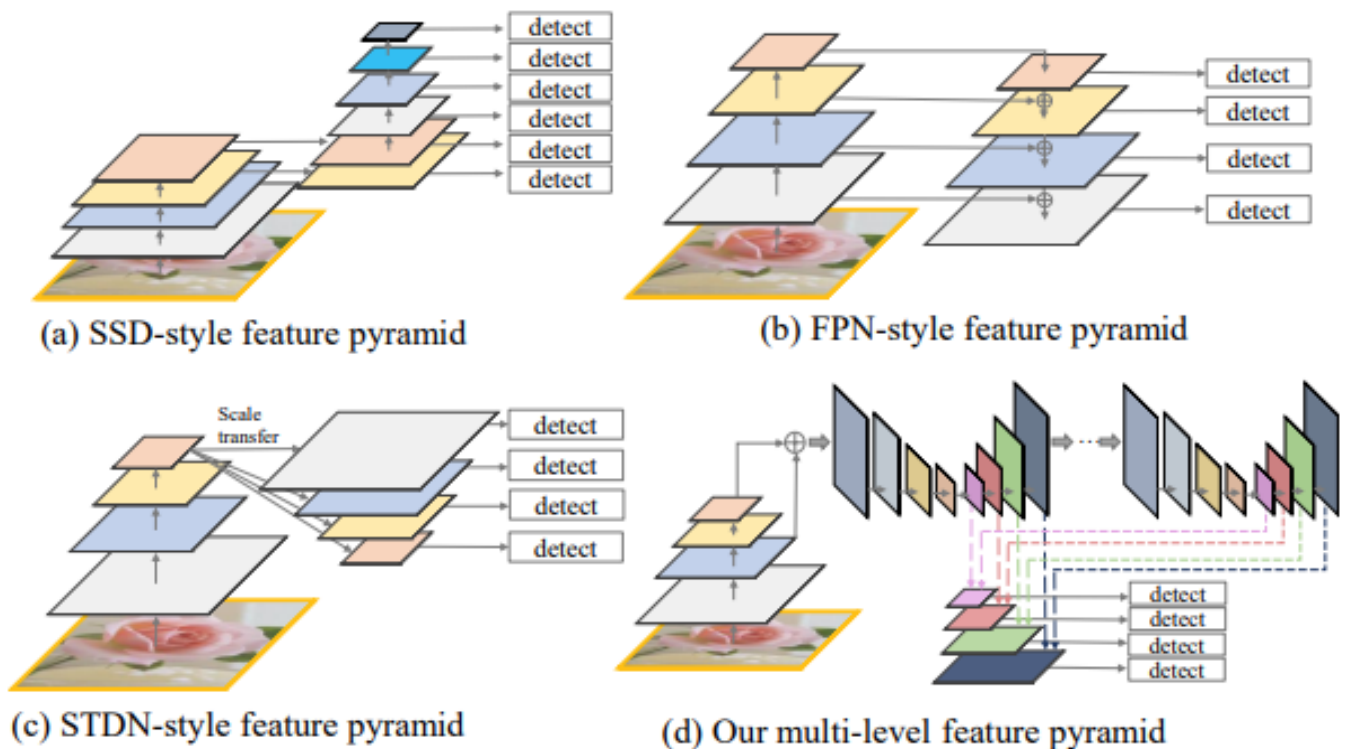 detect
detect
detect
detect
detect
detect
(a) SSD-style feature pyramid
detect
detect
detect
detect
(b) FPN-style feature pyramid
Scale
transfer
detect
detect
detect
detect
(c) STDN-style feature pyramid
detect
detect
detect
detect
(d) Our multi-level feature pyramid